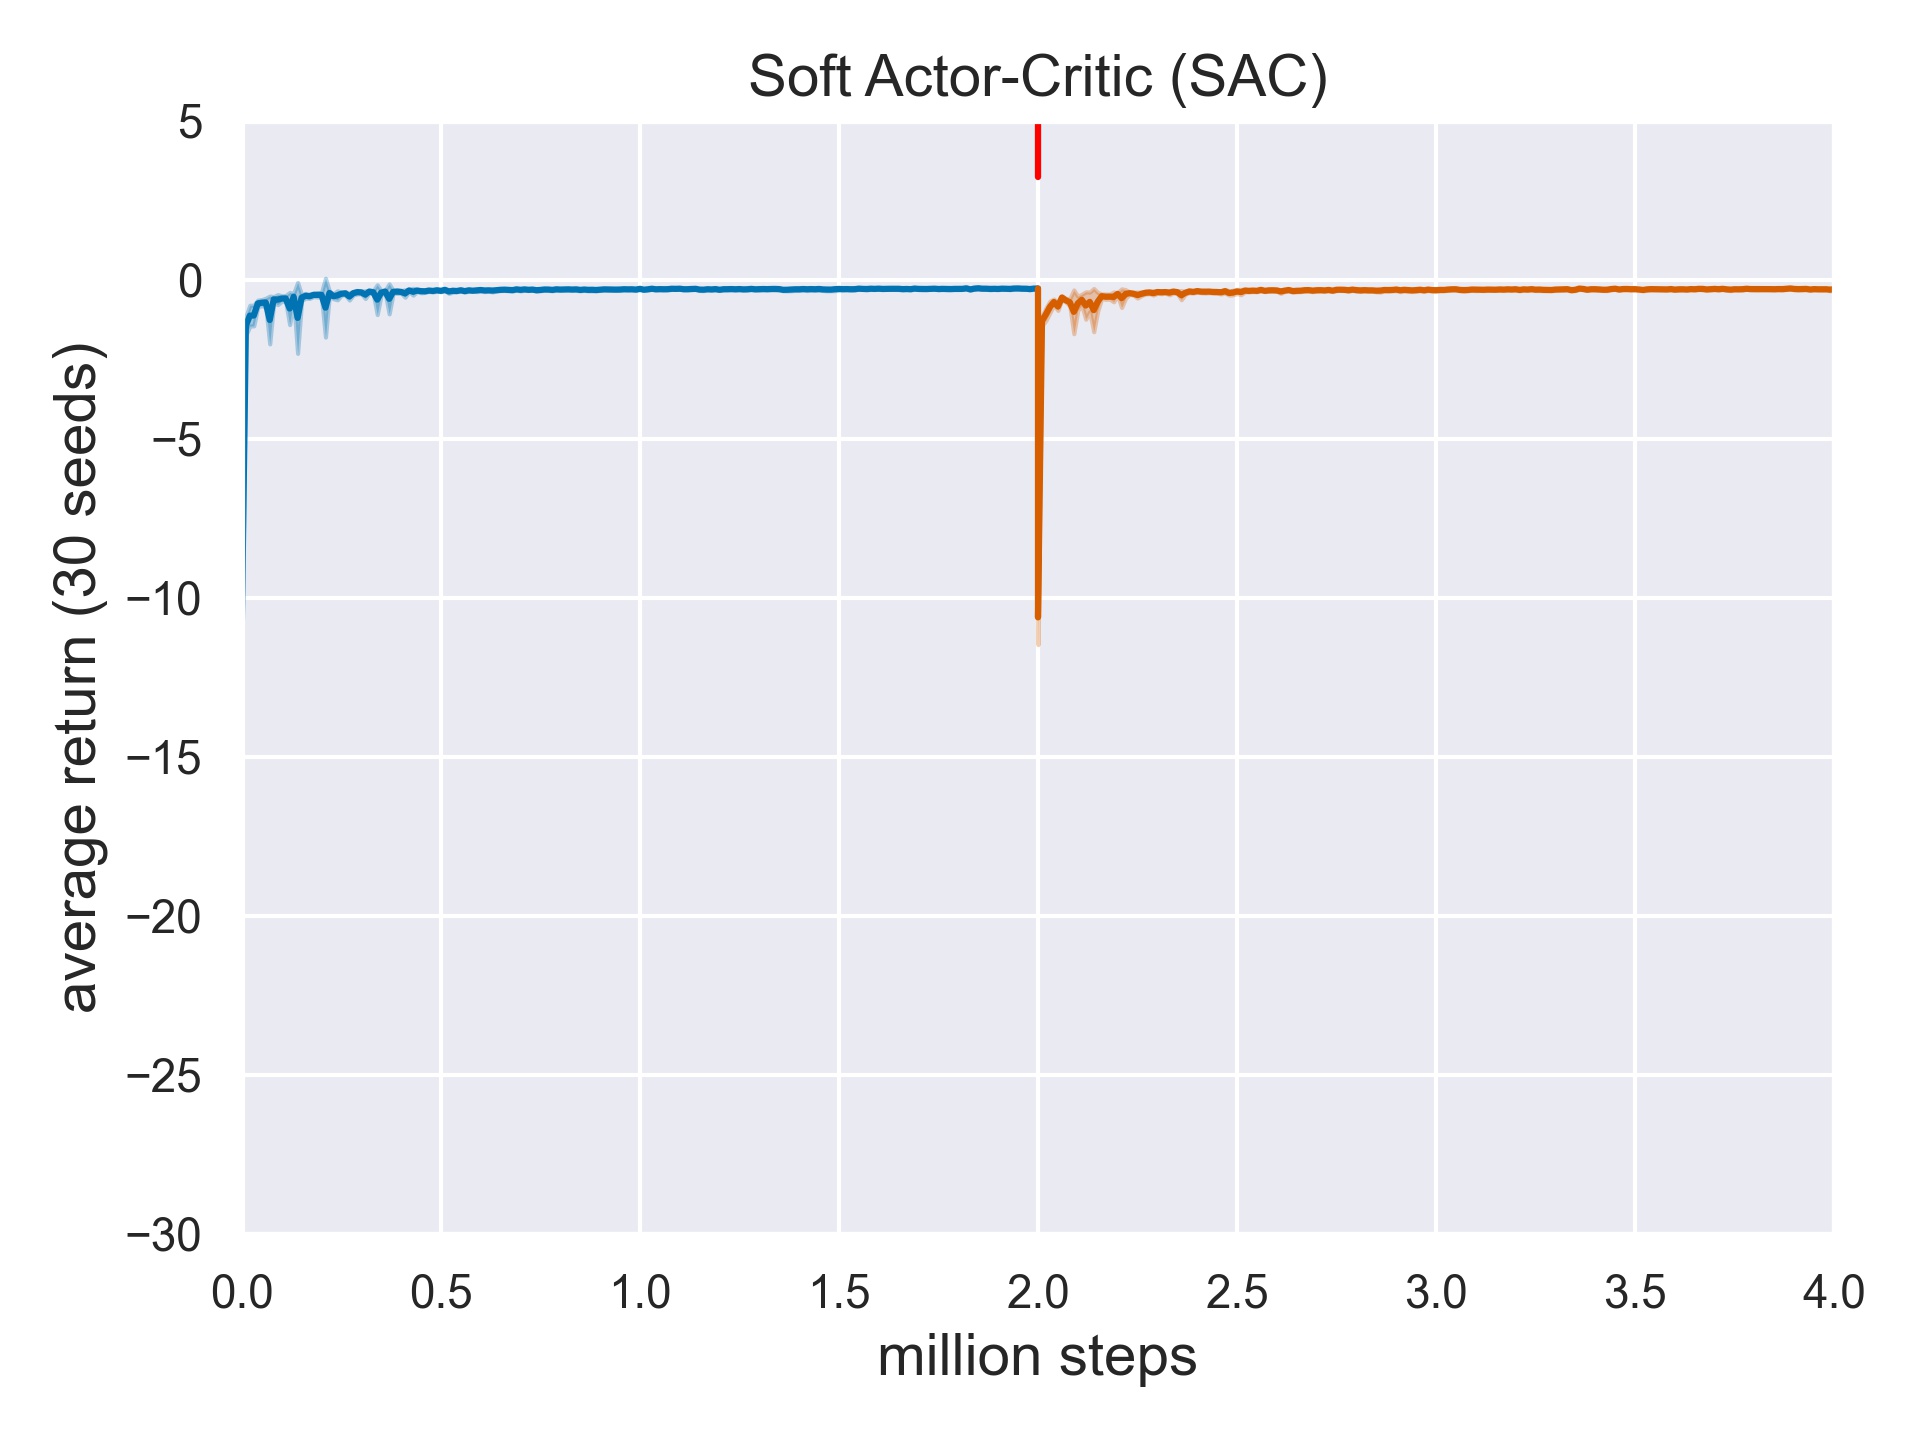 Soft Actor-Critic (SAC)
5
0
−5
−10
−15
−20
−25
−30
average return (30 seeds)
0.0 0.5 1.0 1.5 2.0 2.5 3.0 3.5 4.0
million steps